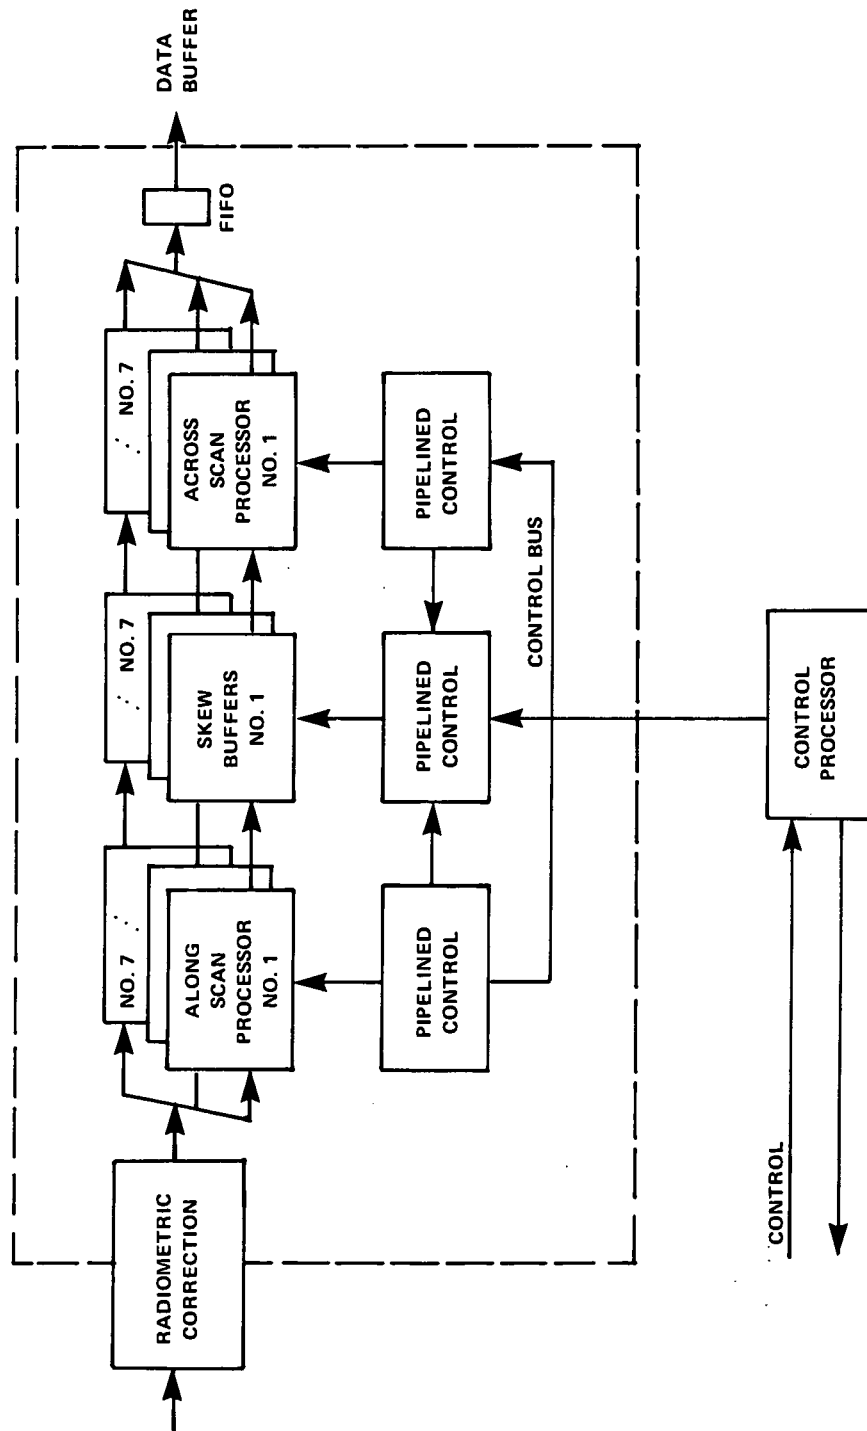 RADIOMETRIC
CORRECTION
NO. 7
ALONG
SCAN
PROCESSOR
NO. 1
NO. 7
SKEW
BUFFERS
NO. 1
NO. 7
ACROSS
SCAN
PROCESSOR
NO. 1
FIFO
DATA
BUFFER
PIPELINED
CONTROL
PIPELINED
CONTROL
PIPELINED
CONTROL
CONTROL BUS
CONTROL
CONTROL
PROCESSOR